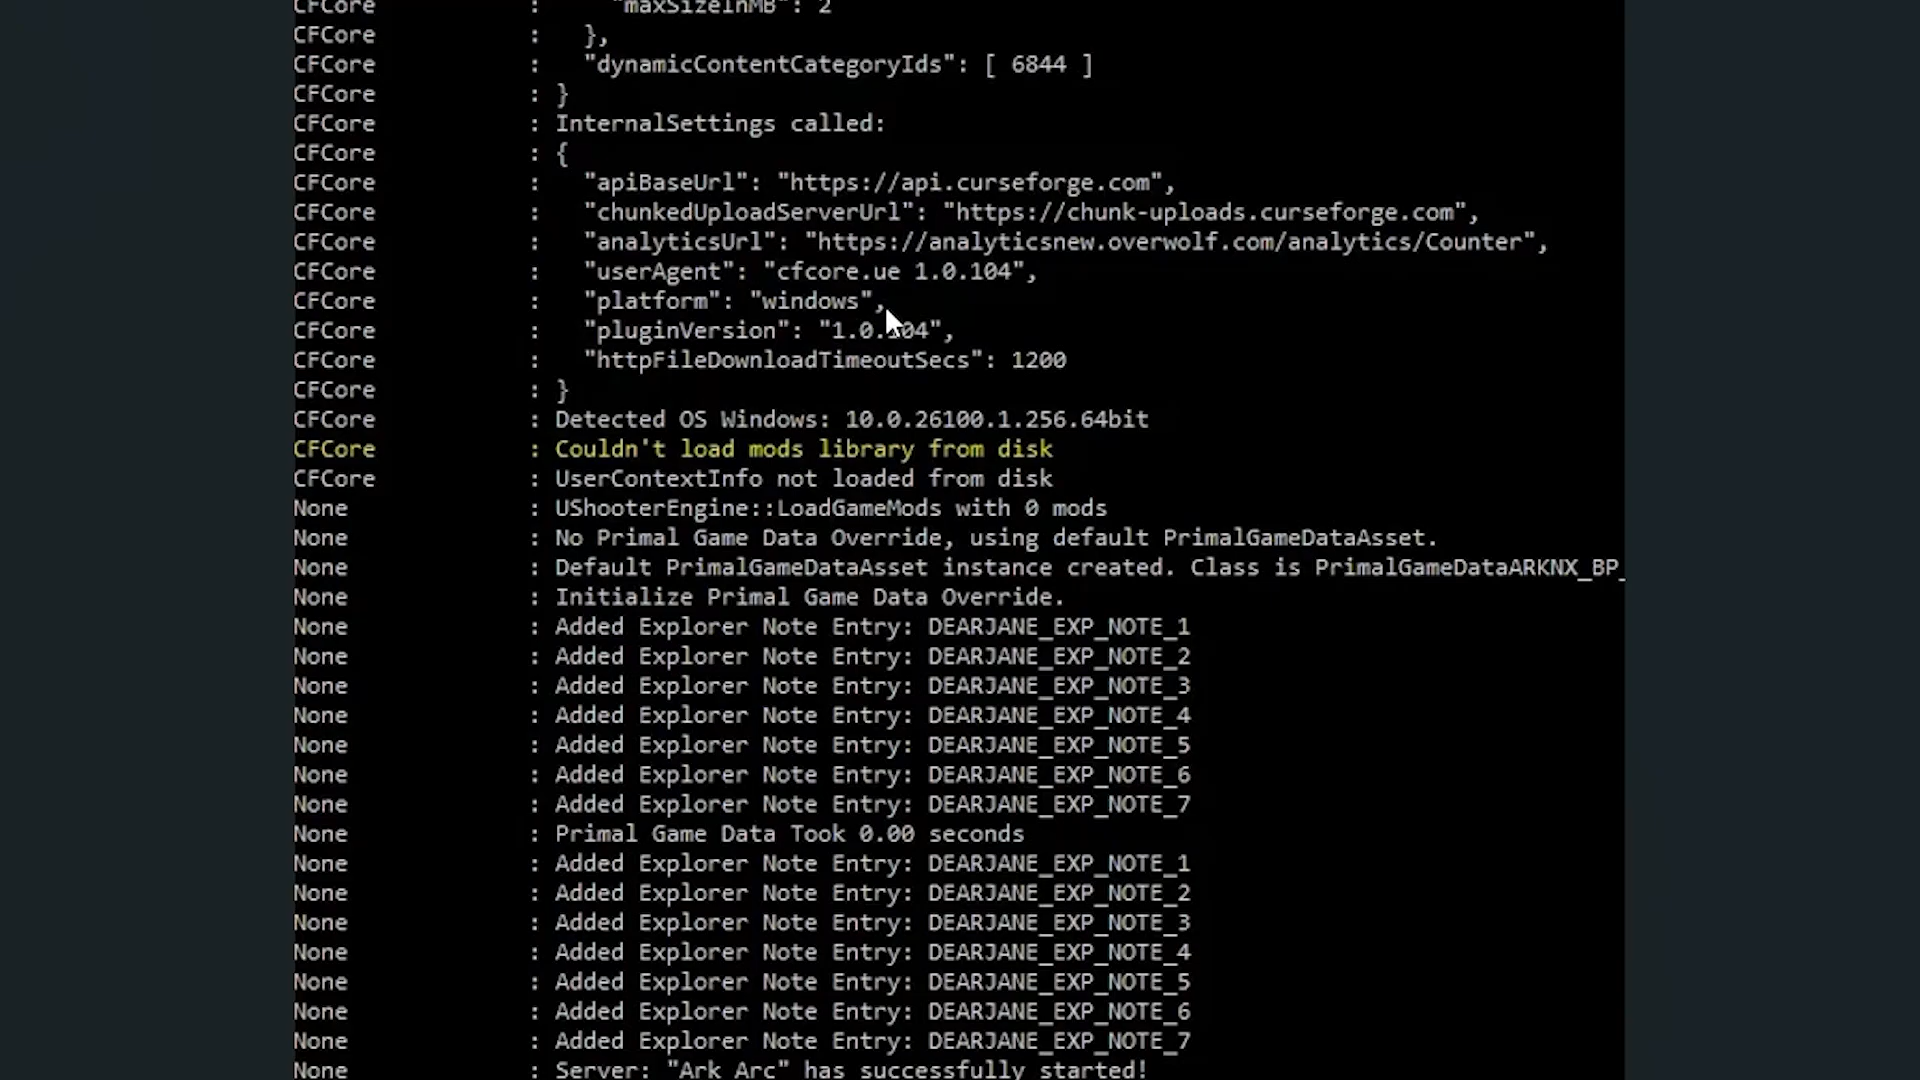 CFCore : "maxSizeInMB": 2
CFCore : },
CFCore : "dynamicContentCategoryIds": [ 6844 ]
CFCore : }
CFCore : InternalSettings called:
CFCore : {
CFCore : "apiBaseUrl": "https://api.curseforge.com",
CFCore : "chunkedUploadServerUrl": "https://chunk-uploads.curseforge.com",
CFCore : "analyticsUrl": "https://analyticsnew.overwolf.com/analytics/Counter",
CFCore : "userAgent": "cfcore.ue 1.0.104",
CFCore : "platform": "windows",
CFCore : "pluginVersion": "1.0.104",
CFCore : "httpFileDownloadTimeoutSecs": 1200
CFCore : }
CFCore : Detected OS Windows: 10.0.26100.1.256.64bit
CFCore : Couldn't load mods library from disk
CFCore : UserContextInfo not loaded from disk
None : UShooterEngine::LoadGameMods with 0 mods
None : No Primal Game Data Override, using default PrimalGameDataAsset.
None : Default PrimalGameDataAsset instance created. Class is PrimalGameDataARKNX_BP_
None : Initialize Primal Game Data Override.
None : Added Explorer Note Entry: DEARJANE_EXP_NOTE_1
None : Added Explorer Note Entry: DEARJANE_EXP_NOTE_2
None : Added Explorer Note Entry: DEARJANE_EXP_NOTE_3
None : Added Explorer Note Entry: DEARJANE_EXP_NOTE_4
None : Added Explorer Note Entry: DEARJANE_EXP_NOTE_5
None : Added Explorer Note Entry: DEARJANE_EXP_NOTE_6
None : Added Explorer Note Entry: DEARJANE_EXP_NOTE_7
None : Primal Game Data Took 0.00 seconds
None : Added Explorer Note Entry: DEARJANE_EXP_NOTE_1
None : Added Explorer Note Entry: DEARJANE_EXP_NOTE_2
None : Added Explorer Note Entry: DEARJANE_EXP_NOTE_3
None : Added Explorer Note Entry: DEARJANE_EXP_NOTE_4
None : Added Explorer Note Entry: DEARJANE_EXP_NOTE_5
None : Added Explorer Note Entry: DEARJANE_EXP_NOTE_6
None : Added Explorer Note Entry: DEARJANE_EXP_NOTE_7
None : Server: "Ark Arc" has successfully started!